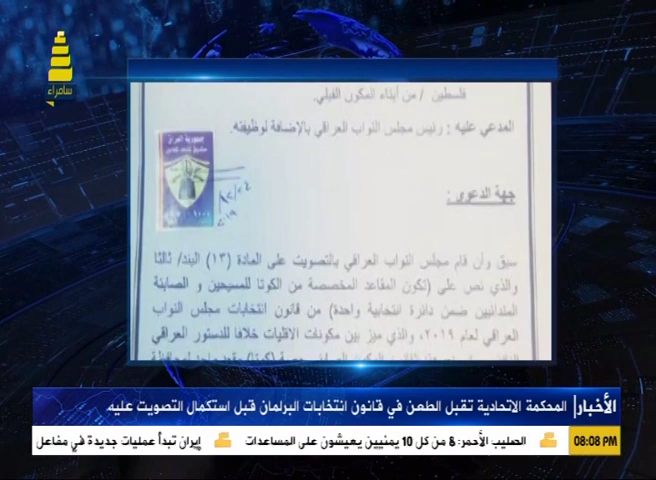 سامراء
فلسطين / من أبناء المكون الفيلي
المدعي عليه : رئيس مجلس النواب العراقي بالإضافة لوظيفته.
جمهورية العراق
جهة الدعوى :
سبق وأن قام مجلس النواب العراقي بالتصويت على المادة (١٣) البند/ ثالثا
والذي نص على (تكون المقاعد المخصصة من الكوتا للمسيحين و الصابئة
المندائيين ضمن دائرة انتخابية واحدة) من قانون انتخابات مجلس النواب
العراقي لعام ٢٠١٩، والذي ميز بين مكونات الاقليات خلافا للدستور العراقي
الأخبار
المحكمة الاتحادية تقبل الطعن في قانون انتخابات البرلمان قبل استكمال التصويت عليه
08:08 PM
الصليب الأحمر: 8 من كل 10 يمنيين يعيشون على المساعدات
إيران تبدأ عمليات جديدة في مفاعل